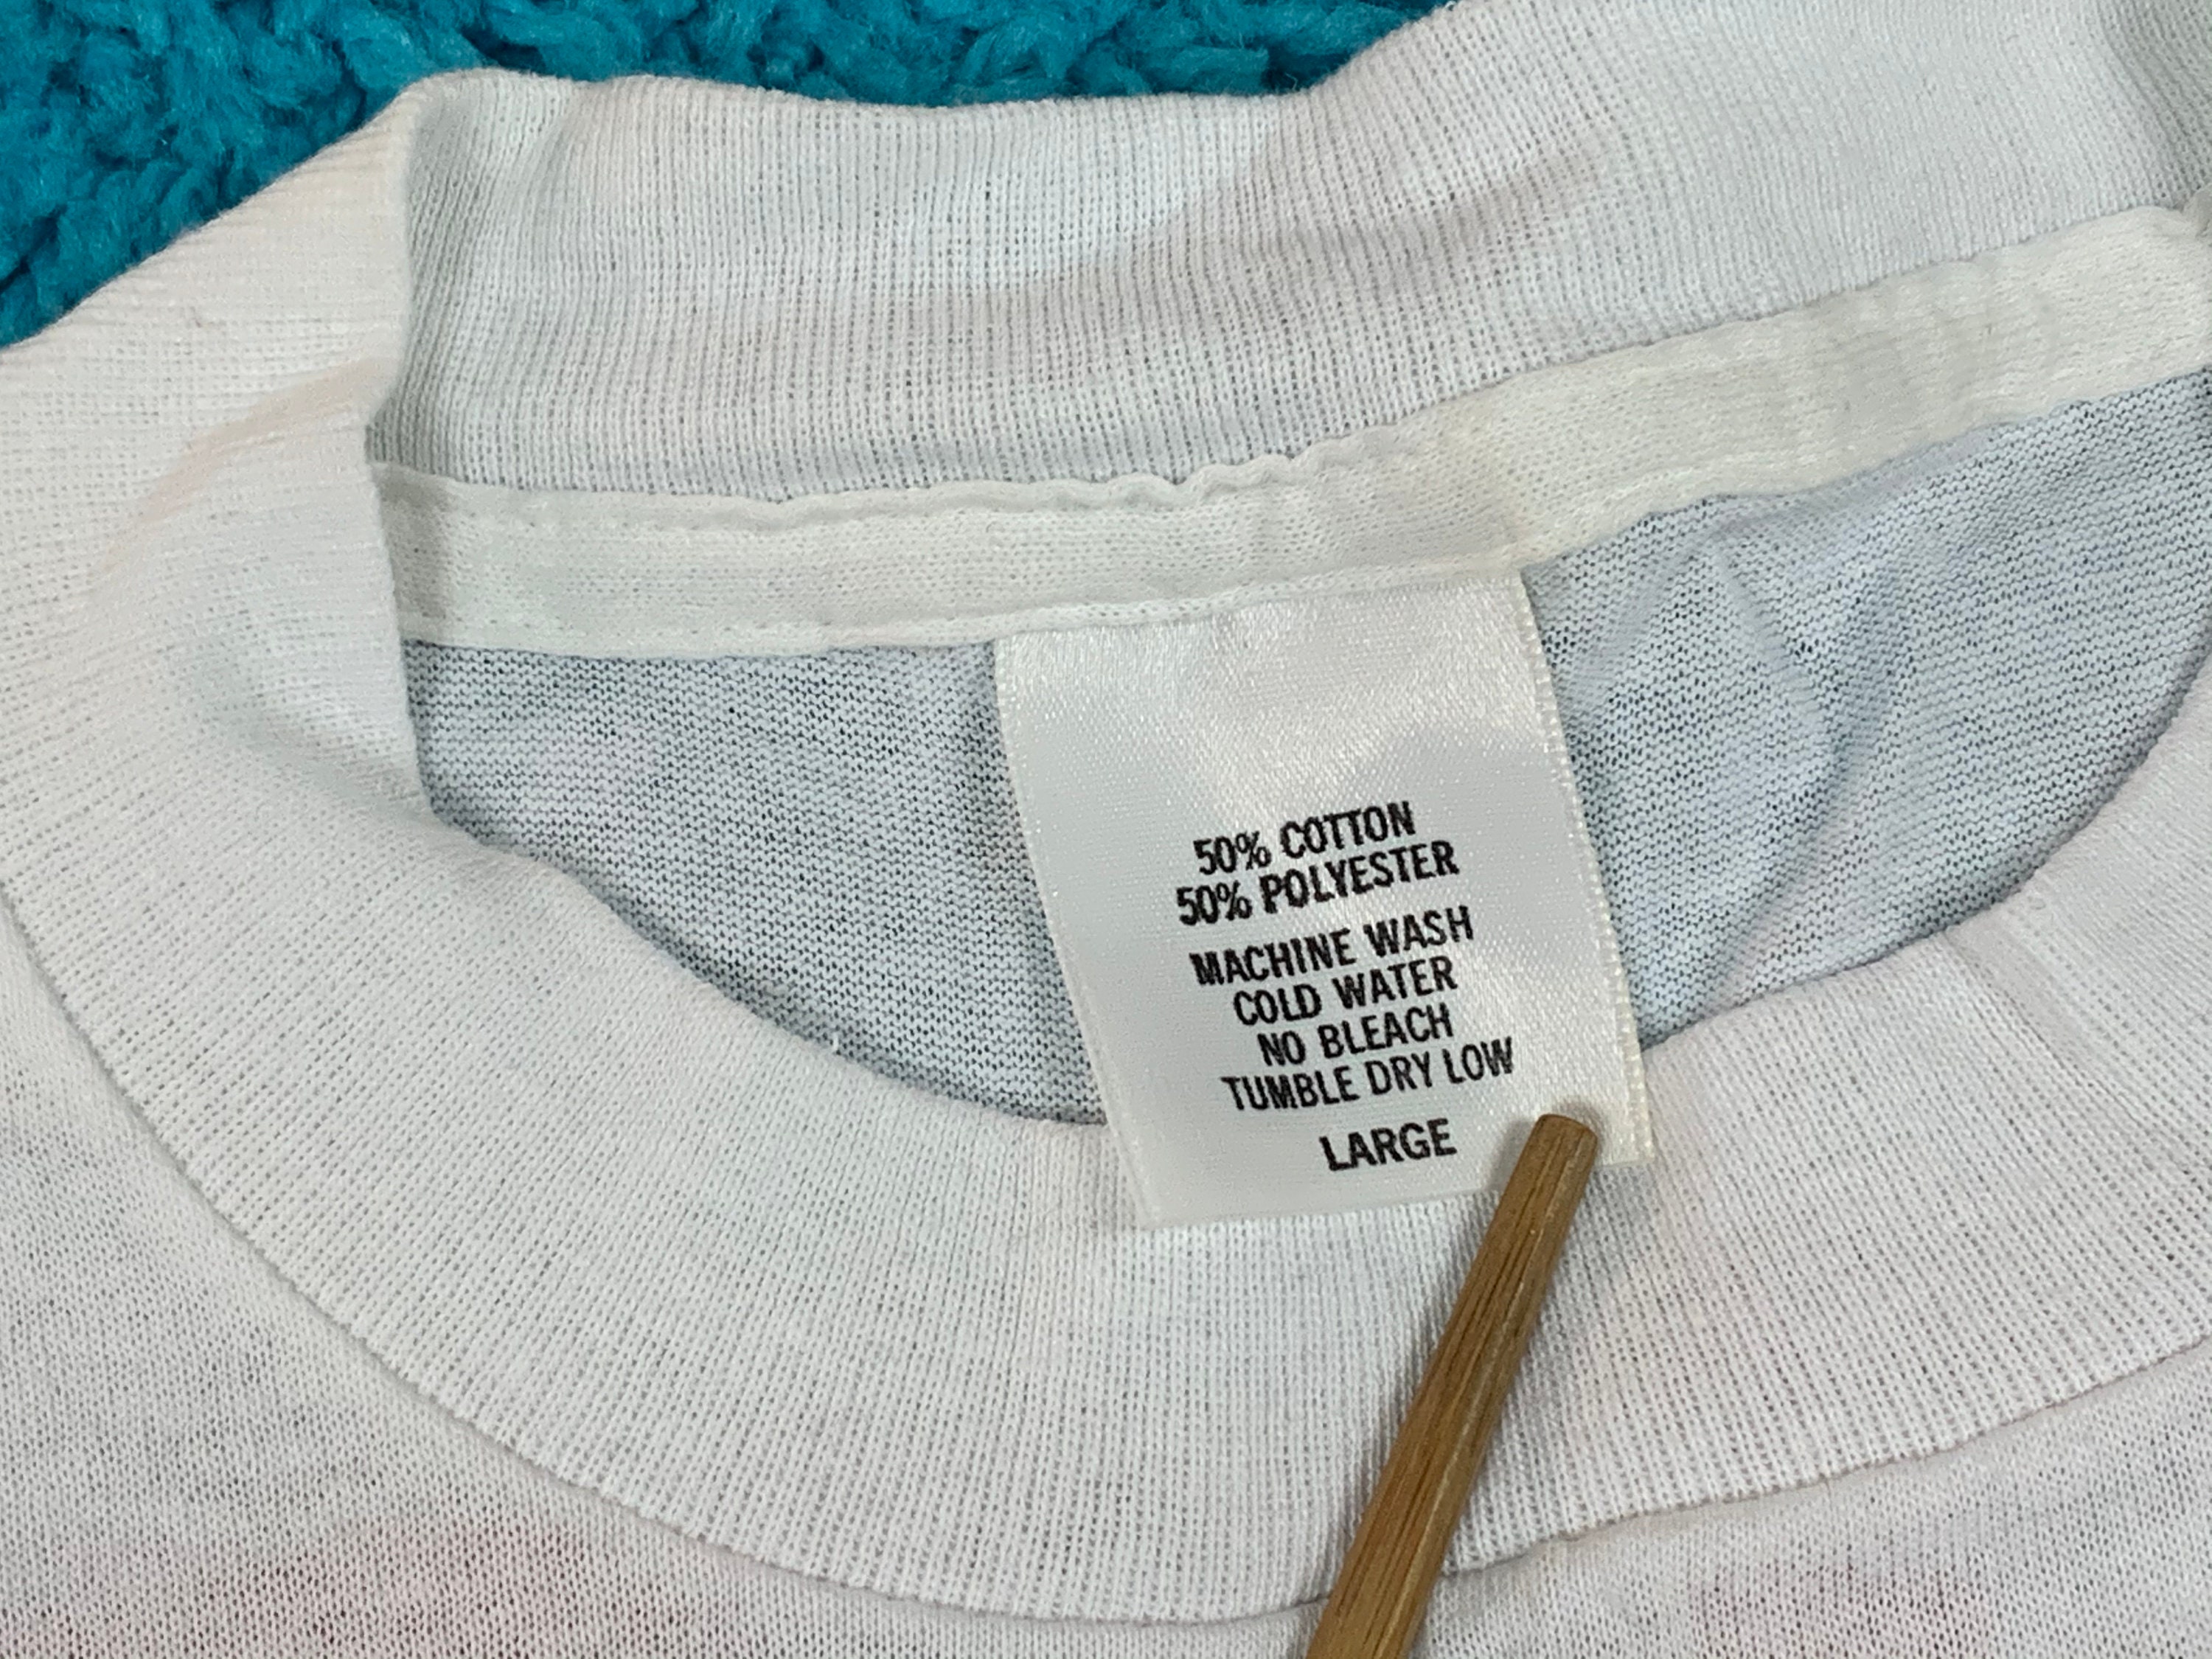 50% COTTON
50% POLYESTER
MACHINE WASH
COLD WATER
NO BLEACH
TUMBLE DRY LOW
LARGE